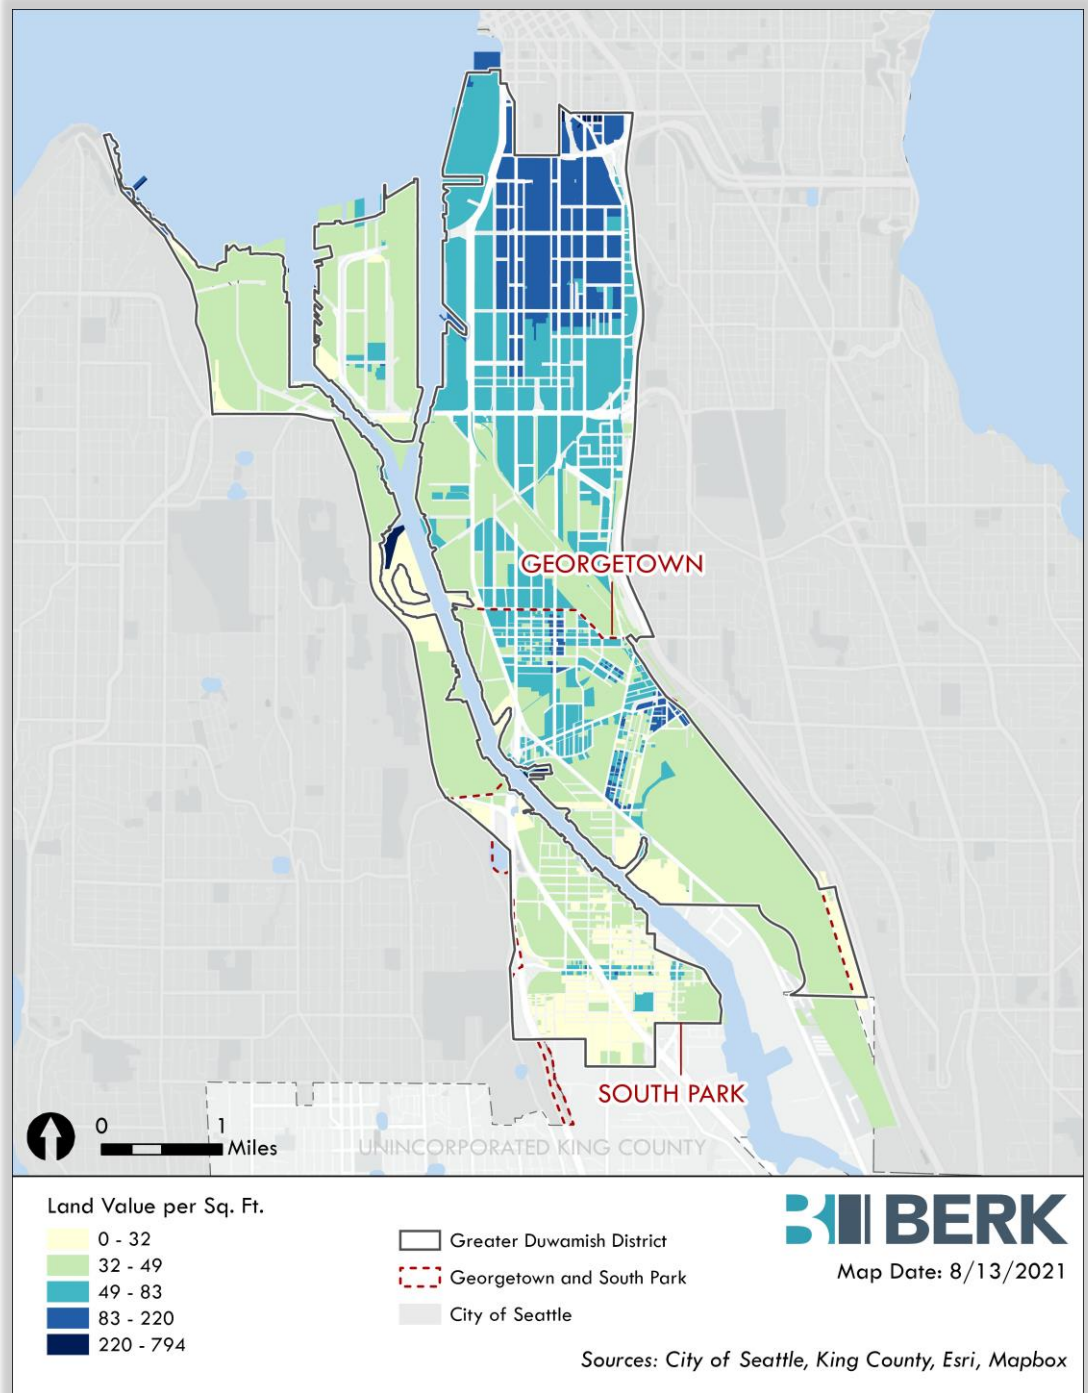 GEORGETOWN
SOUTH PARK
0 1
Miles
UNINCORPORATED KING COUNTY
Land Value per Sq. Ft.
0 - 32
32 - 49
49 - 83
83 - 220
220 - 794
Greater Duwamish District
Georgetown and South Park
City of Seattle
BERK
Map Date: 8/13/2021
Sources: City of Seattle, King County, Esri, Mapbox